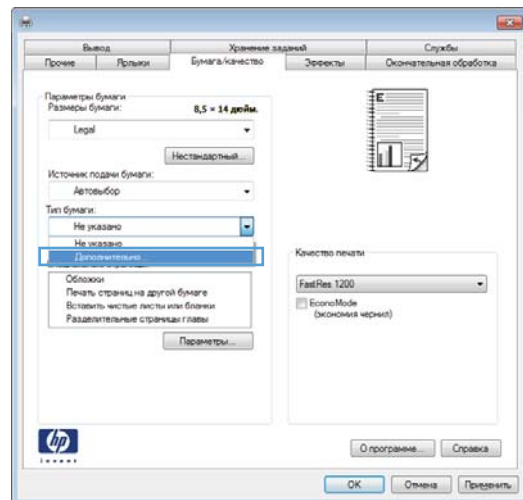 Вывод
Хранение заданий
Службы
Прочие
Ярлыки
Бумага/качество
Эффекты
Окончательная обработка
Параметры бумаги
Размеры бумаги:
8,5 × 14 дюйм.
Legal
Нестандартный...
Источник подачи бумаги:
Автовыбор
Тип бумаги:
Не указано
Не указано
Дополнительно...
Обложки
Печать страниц на другой бумаге
Вставить чистые листы или бланки
Разделительные страницы главы
Параметры...
E
Качество печати
FastRes 1200
EconoMode
(экономия чернил)
hp
invent
О программе...
Справка
OK
Отмена
Применить